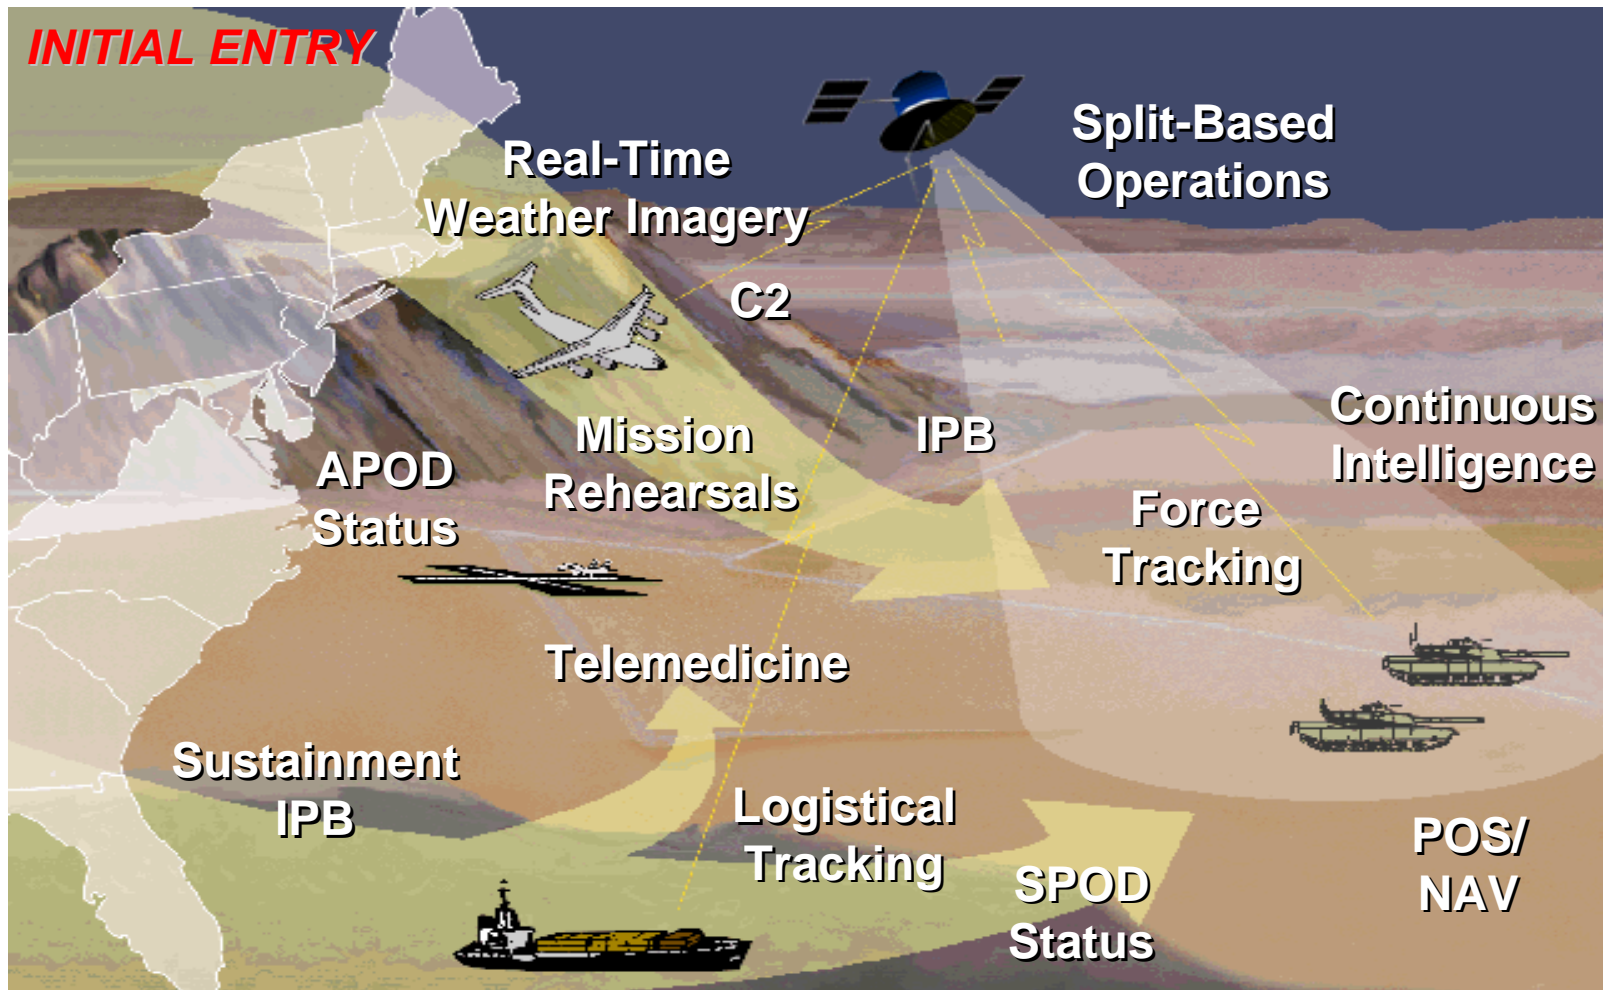 INITIAL ENTRY
Split-Based
Operations
Real-Time
Weather Imagery
C2
Continuous
Intelligence
Mission
Rehearsals
IPB
APOD
Status
Force
Tracking
Telemedicine
Sustainment
IPB
Logistical
Tracking
SPOD
Status
POS/
NAV